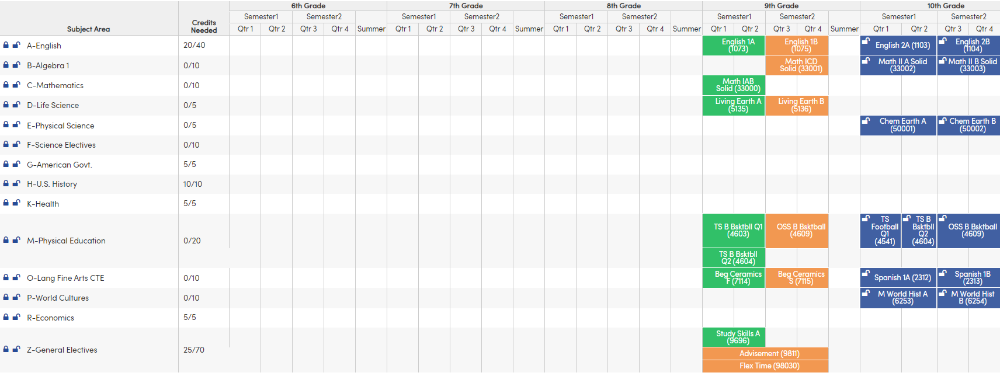 6th Grade 7th Grade 8th Grade 9th Grade 10th Grade
Semester1 Semester2 Semester1 Semester2 Semester1 Semester2 Semester1 Semester2 Semester1 Semester2
Subject Area Credits Needed Qtr 1 Qtr 2 Qtr 3 Qtr 4 Summer Qtr 1 Qtr 2 Qtr 3 Qtr 4 Summer Qtr 1 Qtr 2 Qtr 3 Qtr 4 Summer Qtr 1 Qtr 2 Qtr 3 Qtr 4 Summer Qtr 1 Qtr 2 Qtr 3 Qtr 4
A-English 20/40 English 1A (1073) English 1B (1075) English 2A (1103) English 2B (1104)
B-Algebra 1 0/10 Math ICD Solid (33001) Math II A Solid (33002) Math II B Solid (33003)
C-Mathematics 0/10 Math IAB Solid (33000)
D-Life Science 0/5 Living Earth A (5135) Living Earth B (5136)
E-Physical Science 0/5 Chem Earth A (50001) Chem Earth B (50002)
F-Science Electives 0/10
G-American Govt. 5/5
H-U.S. History 10/10
K-Health 5/5
M-Physical Education 0/20 TS B Bsktbll Q1 (4603) OSS B Bsktball (4609) TS Football Q1 (4541) TS B Bsktbll Q2 (4604) OSS B Bsktball (4609)
TS B Bsktbll Q2 (4604)
O-Lang Fine Arts CTE 0/10 Beg Ceramics F (7114) Beg Ceramics S (7115) Spanish 1A (2312) Spanish 1B (2313)
P-World Cultures 0/10 M World Hist A (6253) M World Hist B (6254)
R-Economics 5/5
Z-General Electives 25/70 Study Skills A (9696)
Advisement (9811)
Flex Time (98030)